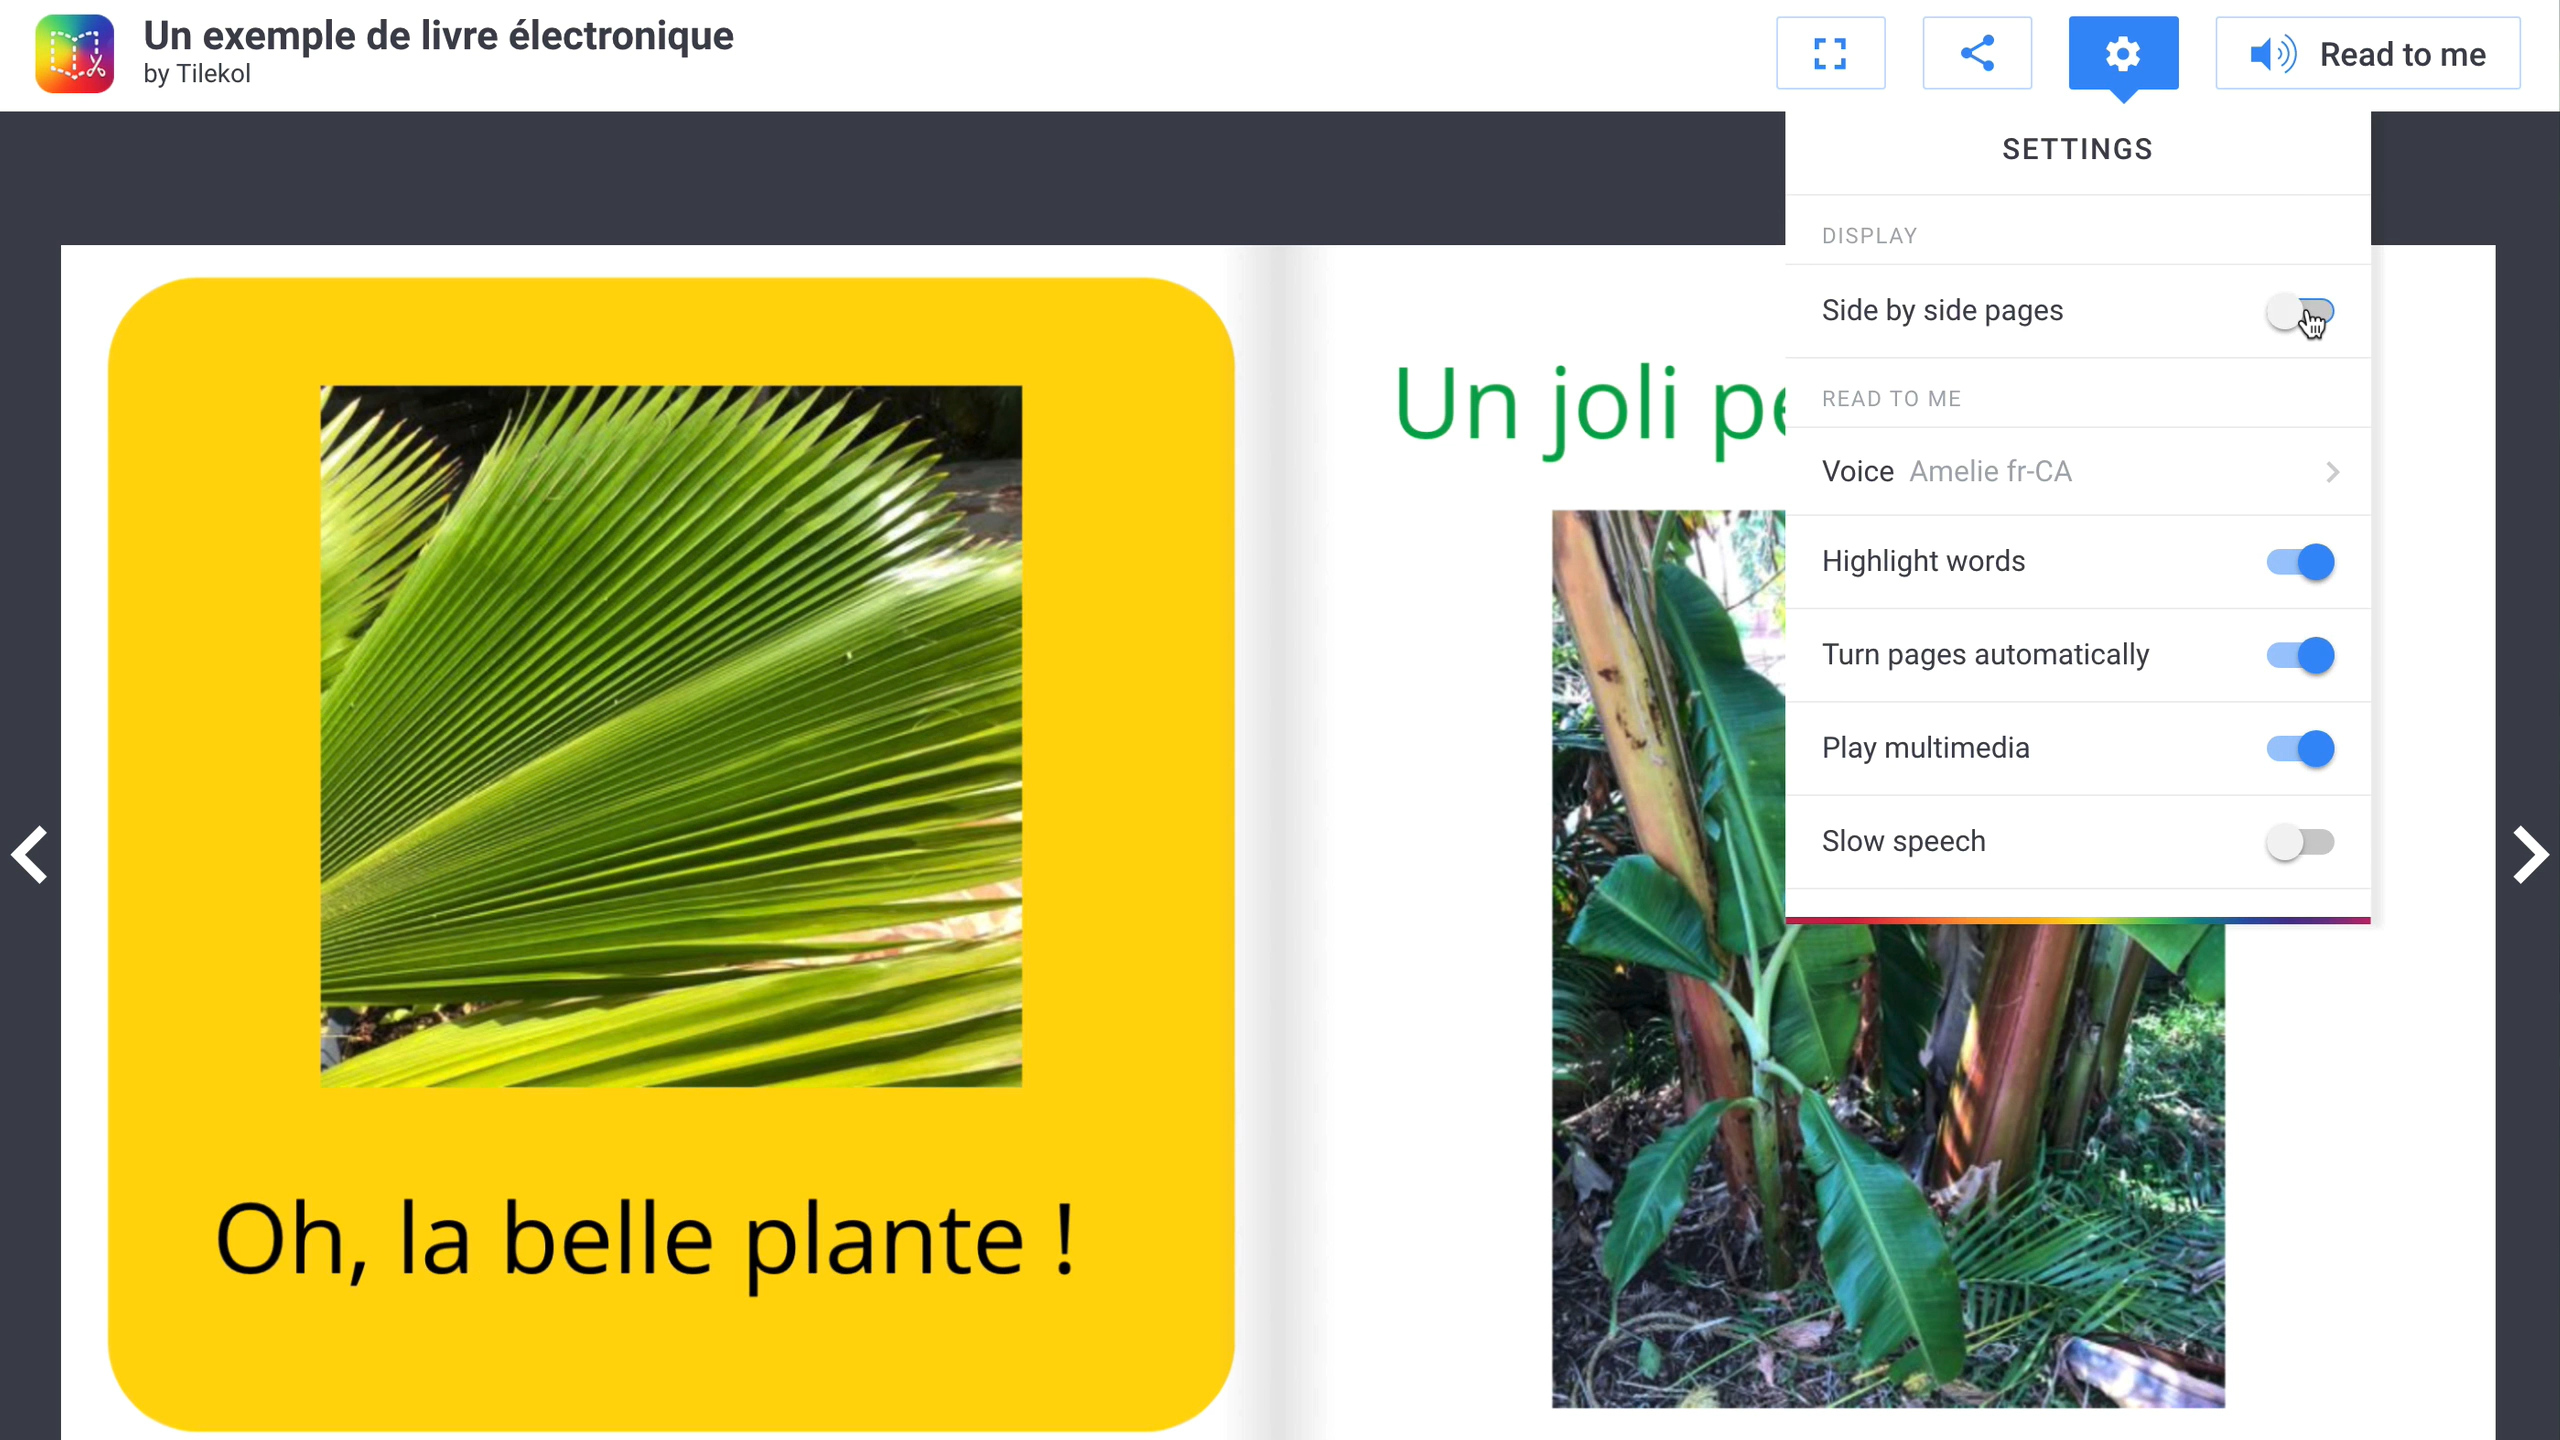 Un exemple de livre électronique
by Tilekol
Read to me
SETTINGS
DISPLAY
Side by side pages
READ TO ME
Voice Amelie fr-CA
Highlight words
Turn pages automatically
Play multimedia
Slow speech
Oh, la belle plante !
Un joli